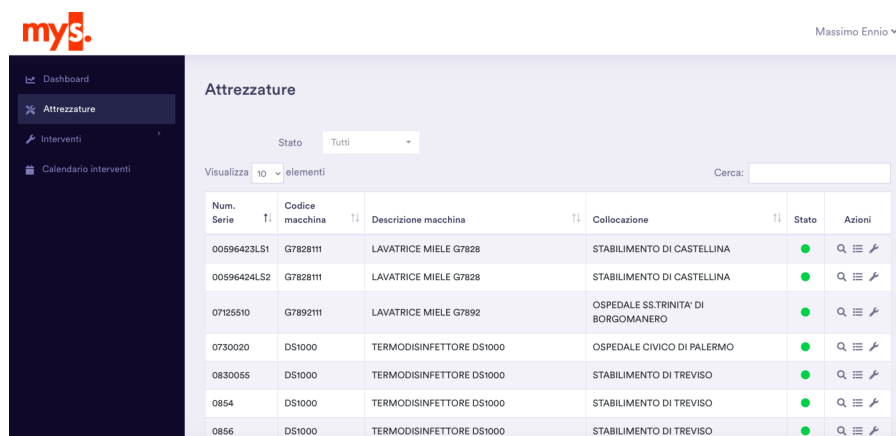 mys.
Massimo Ennio
Dashboard
Attrezzature
Interventi
Calendario interventi
Attrezzature
Stato Tutti
Visualizza 10 elementi Cerca:
Num. Serie Codice macchina Descrizione macchina Collocazione Stato Azioni
00596423LS1 G7828111 LAVATRICE MIELE G7828 STABILIMENTO DI CASTELLINA
00596424LS2 G7828111 LAVATRICE MIELE G7828 STABILIMENTO DI CASTELLINA
07125510 G7892111 LAVATRICE MIELE G7892 OSPEDALE SS.TRINITA' DI BORGOMANERO
0730020 DS1000 TERMODISINFETTORE DS1000 OSPEDALE CIVICO DI PALERMO
0830055 DS1000 TERMODISINFETTORE DS1000 STABILIMENTO DI TREVISO
0854 DS1000 TERMODISINFETTORE DS1000 STABILIMENTO DI TREVISO
0856 DS1000 TERMODISINFETTORE DS1000 STABILIMENTO DI TREVISO